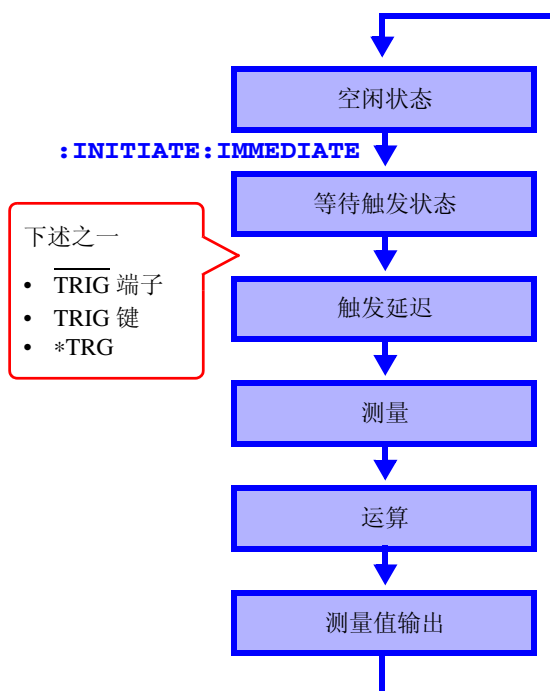 空闲状态
:INITIATE:IMMEDIATE
等待触发状态
下述之一
• TRIG 端子
• TRIG 键
• *TRG
触发延迟
测量
运算
测量值输出